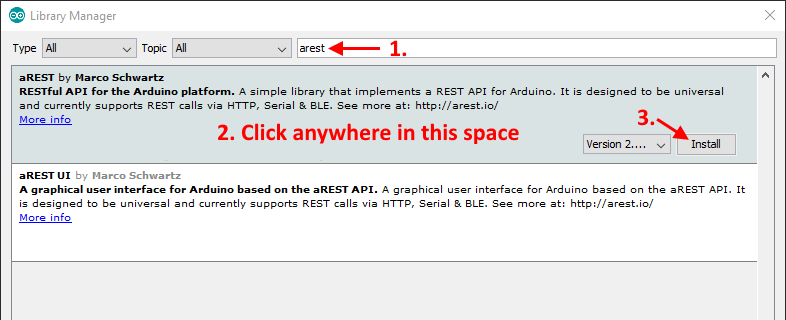 Library Manager
Type All Topic All arest 1.
aREST by Marco Schwartz
RESTful API for the Arduino platform. A simple library that implements a REST API for Arduino. It is designed to be universal
and currently supports REST calls via HTTP, Serial & BLE. See more at: http://arest.io/
More info
2. Click anywhere in this space
3.
Version 2.... Install
aREST UI by Marco Schwartz
A graphical user interface for Arduino based on the aREST API. A graphical user interface for Arduino based on the aREST API. It
is designed to be universal and currently supports REST calls via HTTP, Serial & BLE. See more at: http://arest.io/
More info